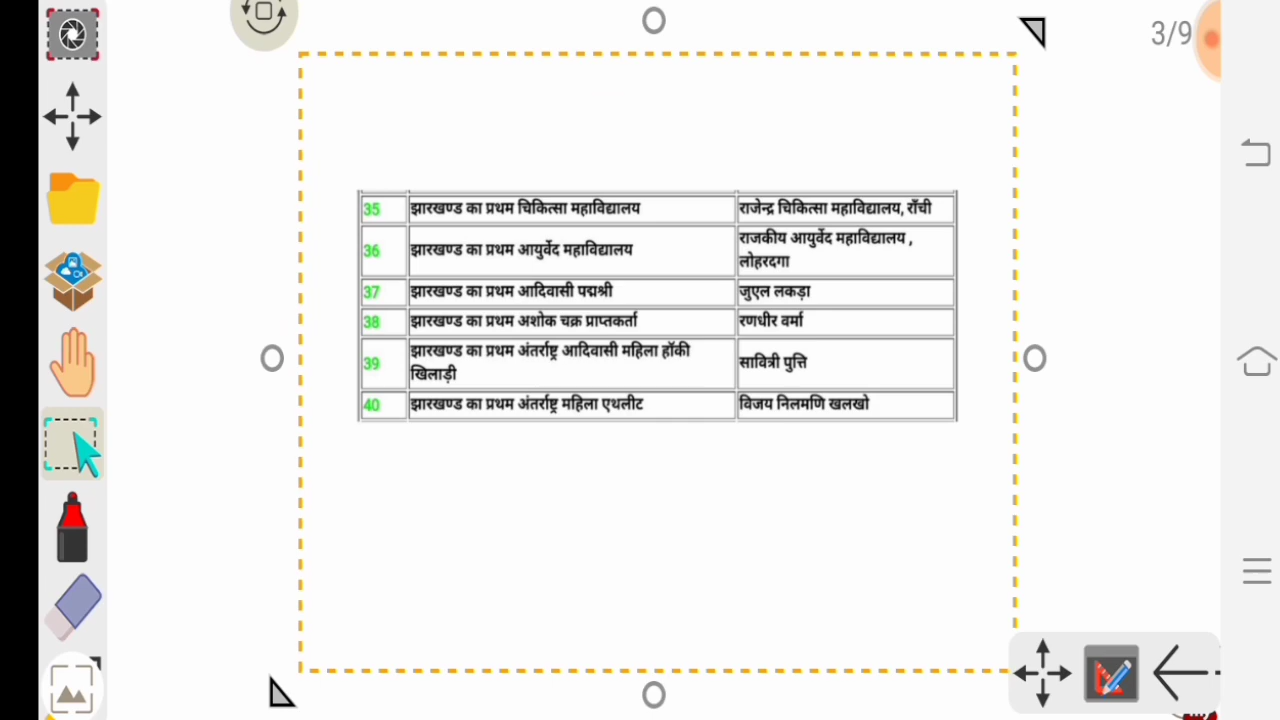 3/9
35 झारखण्ड का प्रथम चिकित्सा महाविद्यालय राजेन्द्र चिकित्सा महाविद्यालय, राँची
36 झारखण्ड का प्रथम आयुर्वेद महाविद्यालय राजकीय आयुर्वेद महाविद्यालय ,
लोहरदगा
37 झारखण्ड का प्रथम आदिवासी पद्मश्री जुएल लकड़ा
38 झारखण्ड का प्रथम अशोक चक्र प्राप्तकर्ता रणधीर वर्मा
39 झारखण्ड का प्रथम अंतर्राष्ट्र आदिवासी महिला हॉकी
खिलाड़ी सावित्री पुत्ति
40 झारखण्ड का प्रथम अंतर्राष्ट्र महिला एथलीट विजय निलमणि खलखो